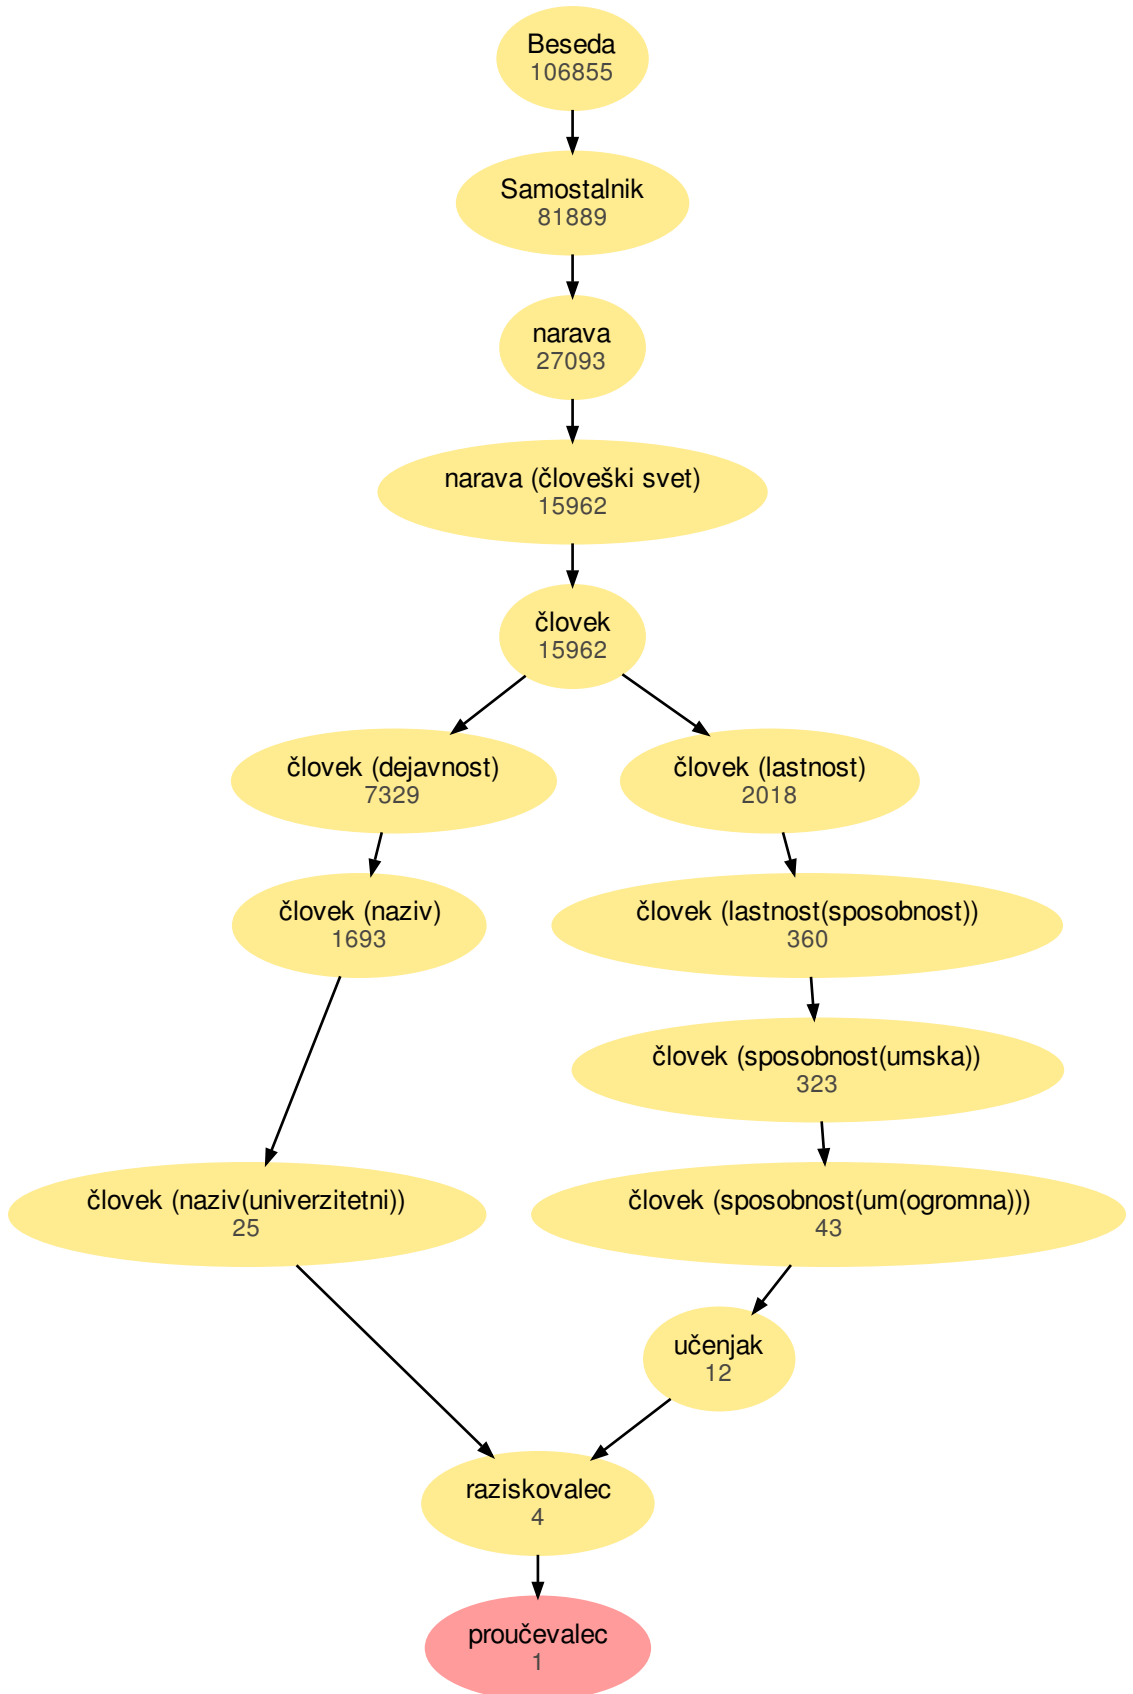 Beseda
106855
Samostalnik
81889
narava
27093
narava (človeški svet)
15962
človek
15962
človek (dejavnost)
7329
človek (lastnost)
2018
človek (naziv)
1693
človek (lastnost(sposobnost))
360
človek (sposobnost(umska))
323
človek (naziv(univerzitetni))
25
človek (sposobnost(um(ogromna)))
43
učenjak
12
raziskovalec
4
proučevalec
1